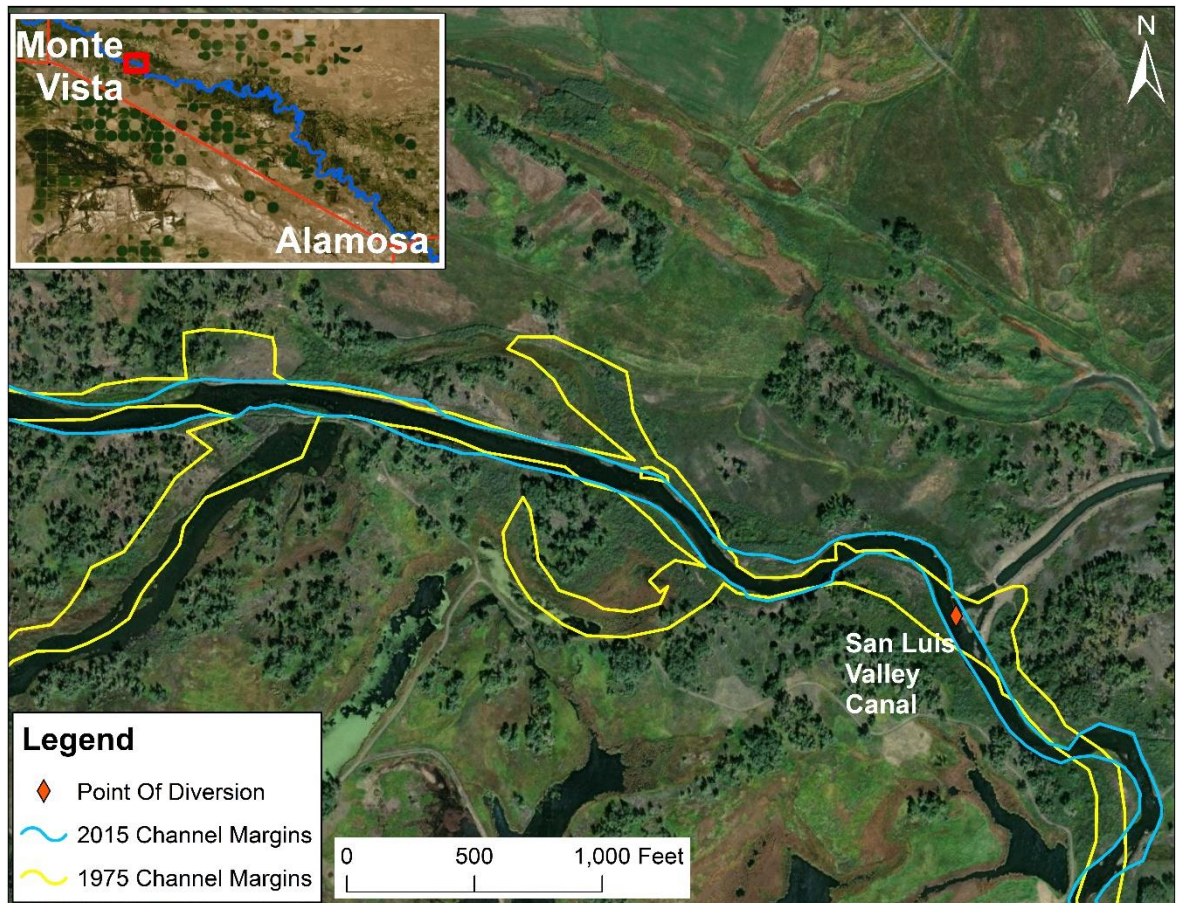 Monte
Vista
Alamosa
N
San Luis
Valley
Canal
Legend
Point Of Diversion
2015 Channel Margins
1975 Channel Margins
0 500 1,000 Feet